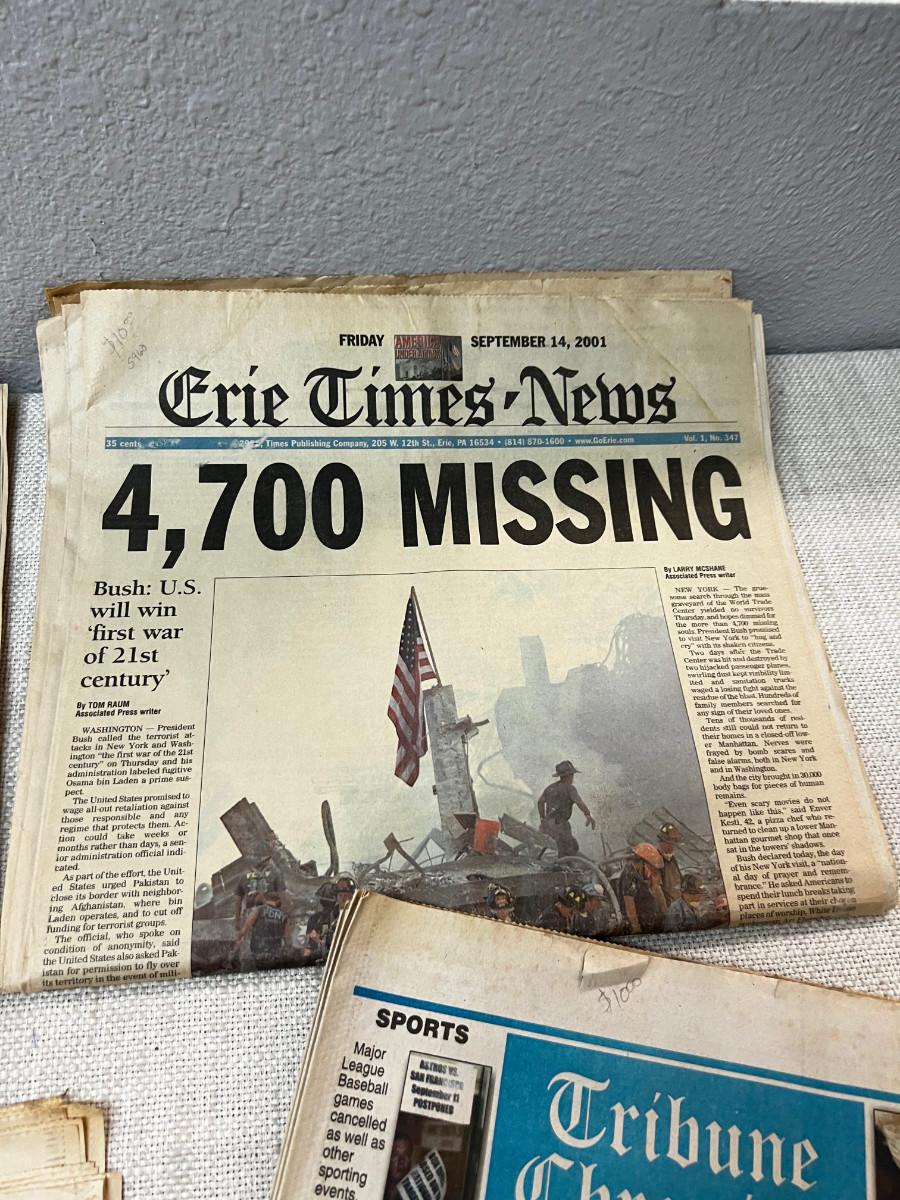 $10⁰⁰
5960
FRIDAY
AMERICA
UNDER ATTACK
SEPTEMBER 14, 2001
Erie Times-News
35 cents
Times Publishing Company, 205 W. 12th St., Erie, PA 16534 • (814) 870-1600 • www.GoErie.com
Vol. 1, No. 347
4,700 MISSING
Bush: U.S.
will win
‘first war
of 21st
century’
By TOM RAUM
Associated Press writer
WASHINGTON — President
Bush called the terrorist at-
tacks in New York and Wash-
ington "the first war of the 21st
century" on Thursday and his
administration labeled fugitive
Osama bin Laden a prime sus-
pect.
The United States promised to
wage all-out retaliation against
those responsible and any
regime that protects them. Ac-
tion could take weeks or
months rather than days, a sen-
ior administration official indi-
cated.
As part of the effort, the Unit-
ed States urged Pakistan to
close its border with neighbor-
ing Afghanistan, where bin
Laden operates, and to cut off
funding for terrorist groups.
The official, who spoke on
condition of anonymity, said
the United States also asked Pak-
istan for permission to fly over
its territory in the event of mili-
FDNY
By LARRY MCSHANE
Associated Press writer
NEW YORK — The grue-
some search through the mass
graveyard of the World Trade
Center yielded no survivors
Thursday, and hopes dimmed for
the more than 4,700 missing
souls. President Bush promised
to visit New York to "hug and
cry" with its shaken citizens.
Two days after the Trade
Center was hit and destroyed by
two hijacked passenger planes,
swirling dust kept visibility lim-
ited and sanitation trucks
waged a losing fight against the
residue of the blast. Hundreds of
family members searched for
any sign of their loved ones.
Tens of thousands of resi-
dents still could not return to
their homes in a closed-off low-
er Manhattan. Nerves were
frayed by bomb scares and
false alarms, both in New York
and in Washington.
And the city brought in 30,000
body bags for pieces of human
remains.
"Even scary movies do not
happen like this," said Enver
Kesti, 42, a pizza chef who re-
turned to clean up a lower Man-
hattan gourmet shop that once
sat in the towers' shadows.
Bush declared today, the day
of his New York visit, a "nation-
al day of prayer and remem-
brance." He asked Americans to
spend their lunch breaks taking
part in services at their chosen
places of worship. White House
$10⁰⁰
SPORTS
Major
League
Baseball
games
cancelled
as well as
other
sporting
events.
ASTROS VS.
SAN FRANCISCO
September 11
POSTPONED
Tribune